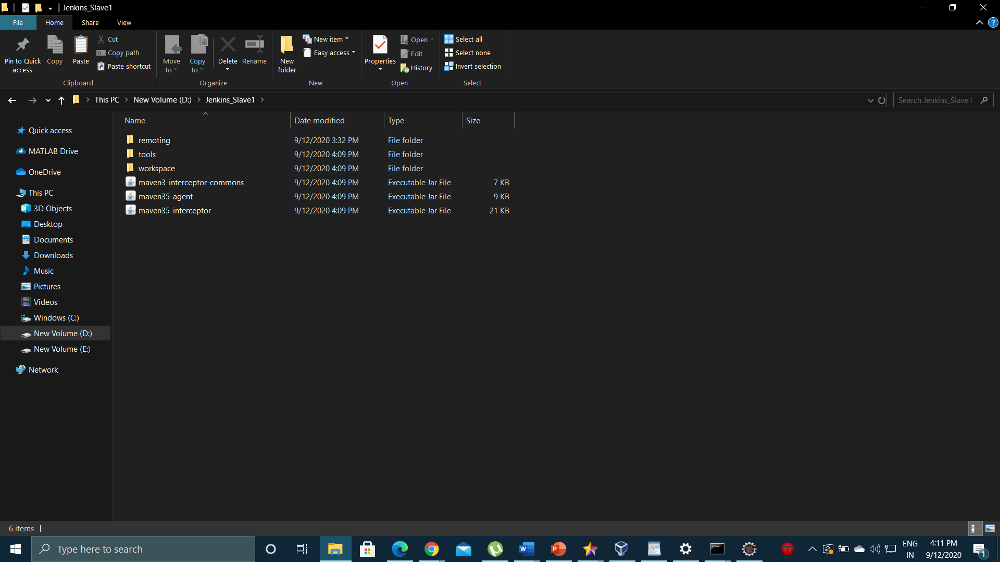 Jenkins_Slave1
File Home Share View
Pin to Quick access
Copy
Paste
Cut
Copy path
Paste shortcut
Clipboard
Move to
Copy to
Delete
Rename
Organize
New folder
New item
Easy access
New
Properties
Open
Edit
History
Open
Select all
Select none
Invert selection
Select
This PC New Volume (D:) Jenkins_Slave1
Search Jenkins_Slave1
Name Date modified Type Size
remoting 9/12/2020 3:32 PM File folder
tools 9/12/2020 4:09 PM File folder
workspace 9/12/2020 4:09 PM File folder
maven3-interceptor-commons 9/12/2020 4:09 PM Executable Jar File 7 KB
maven35-agent 9/12/2020 4:09 PM Executable Jar File 9 KB
maven35-interceptor 9/12/2020 4:09 PM Executable Jar File 21 KB
Quick access
MATLAB Drive
OneDrive
This PC
3D Objects
Desktop
Documents
Downloads
Music
Pictures
Videos
Windows (C:)
New Volume (D:)
New Volume (E:)
Network
6 items
Type here to search
ENG
IN
4:11 PM
9/12/2020
1